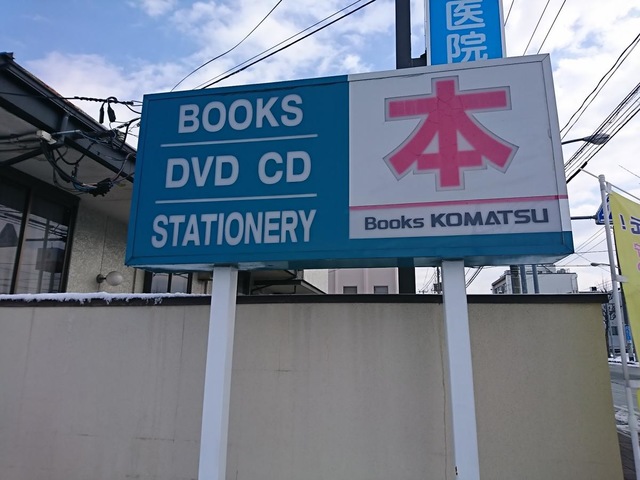 医院
BOOKS
DVD CD
STATIONERY
本
Books KOMATSU